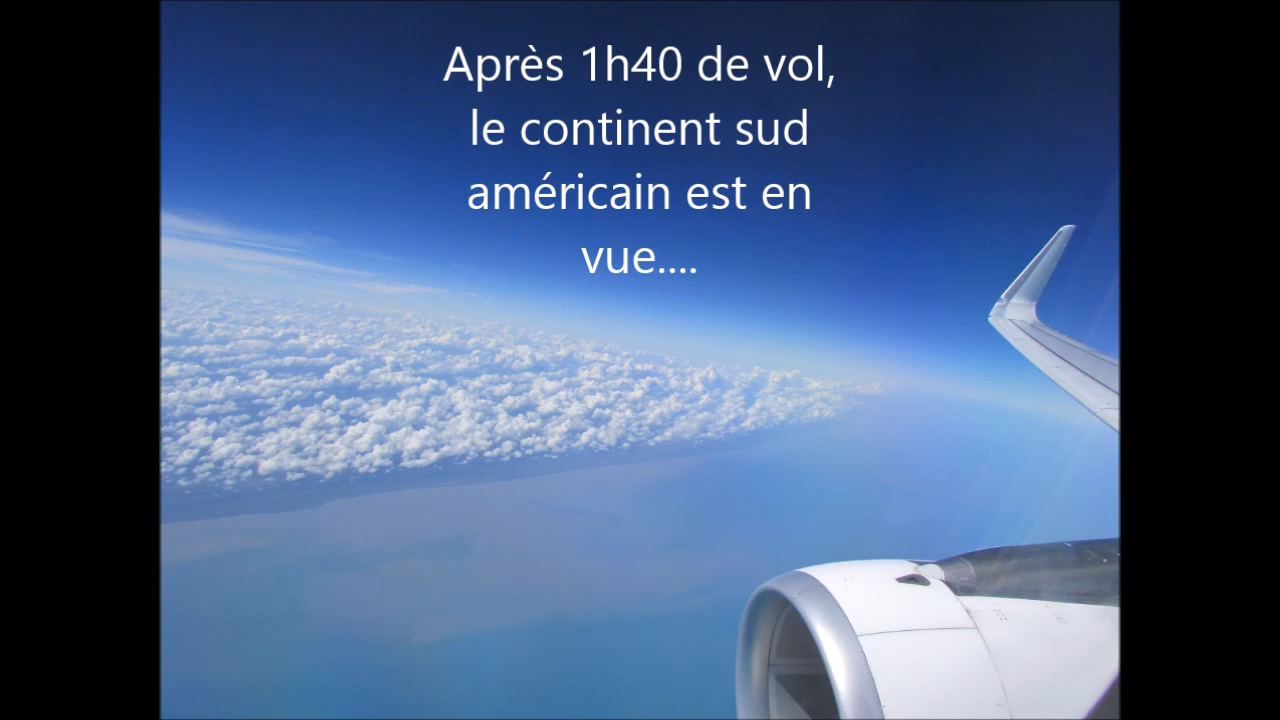 Après 1h40 de vol,
le continent sud
américain est en
vue....